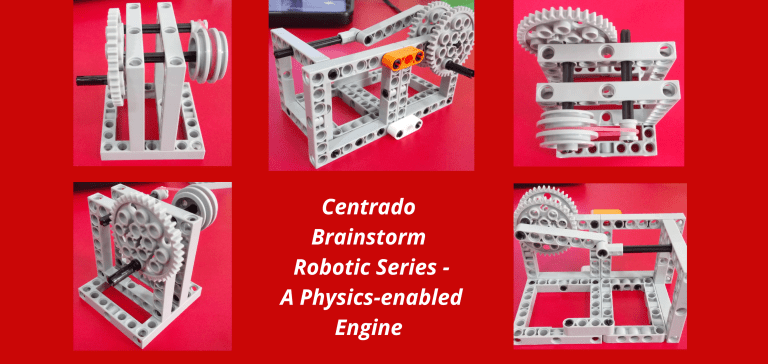 Centrado
Brainstorm
Robotic Series -
A Physics-enabled
Engine